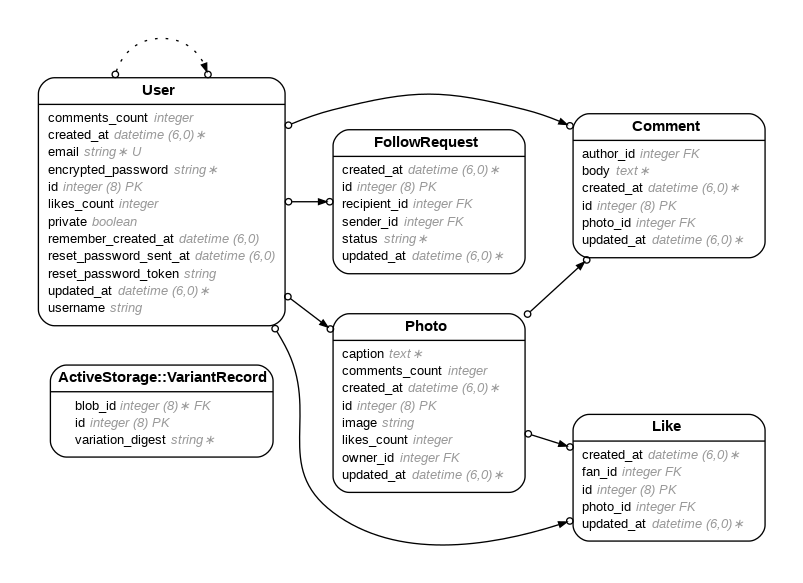 User
comments_count integer
created_at datetime (6,0)∗
email string∗ U
encrypted_password string∗
id integer (8) PK
likes_count integer
private boolean
remember_created_at datetime (6,0)
reset_password_sent_at datetime (6,0)
reset_password_token string
updated_at datetime (6,0)∗
username string
ActiveStorage::VariantRecord
blob_id integer (8)∗ FK
id integer (8) PK
variation_digest string∗
FollowRequest
created_at datetime (6,0)∗
id integer (8) PK
recipient_id integer FK
sender_id integer FK
status string∗
updated_at datetime (6,0)∗
Photo
caption text∗
comments_count integer
created_at datetime (6,0)∗
id integer (8) PK
image string
likes_count integer
owner_id integer FK
updated_at datetime (6,0)∗
Comment
author_id integer FK
body text∗
created_at datetime (6,0)∗
id integer (8) PK
photo_id integer FK
updated_at datetime (6,0)∗
Like
created_at datetime (6,0)∗
fan_id integer FK
id integer (8) PK
photo_id integer FK
updated_at datetime (6,0)∗